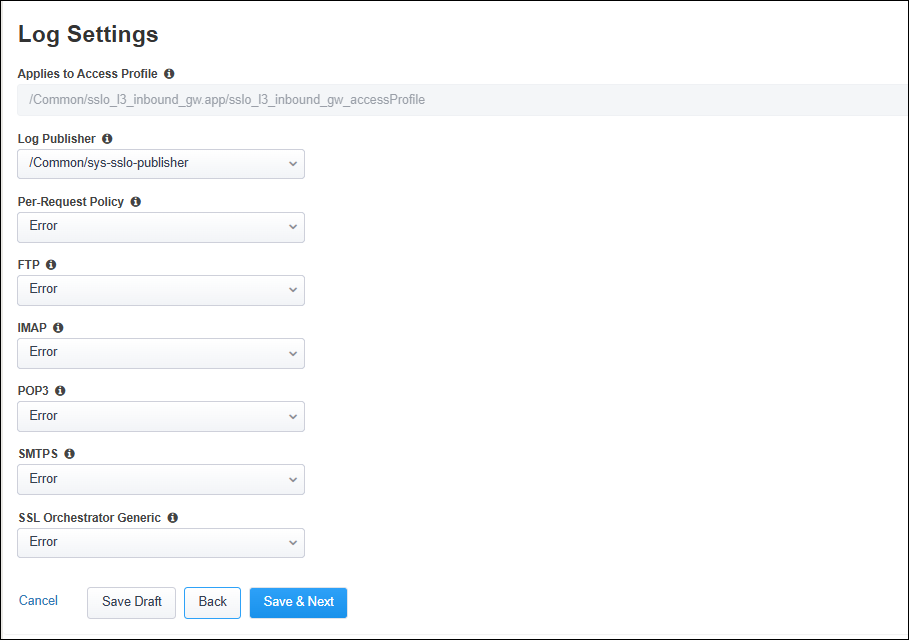 Log Settings
Applies to Access Profile
/Common/sslo_l3_inbound_gw.app/sslo_l3_inbound_gw_accessProfile
Log Publisher
/Common/sys-sslo-publisher
Per-Request Policy
Error
FTP
Error
IMAP
Error
POP3
Error
SMTPS
Error
SSL Orchestrator Generic
Error
Cancel Save Draft Back Save & Next